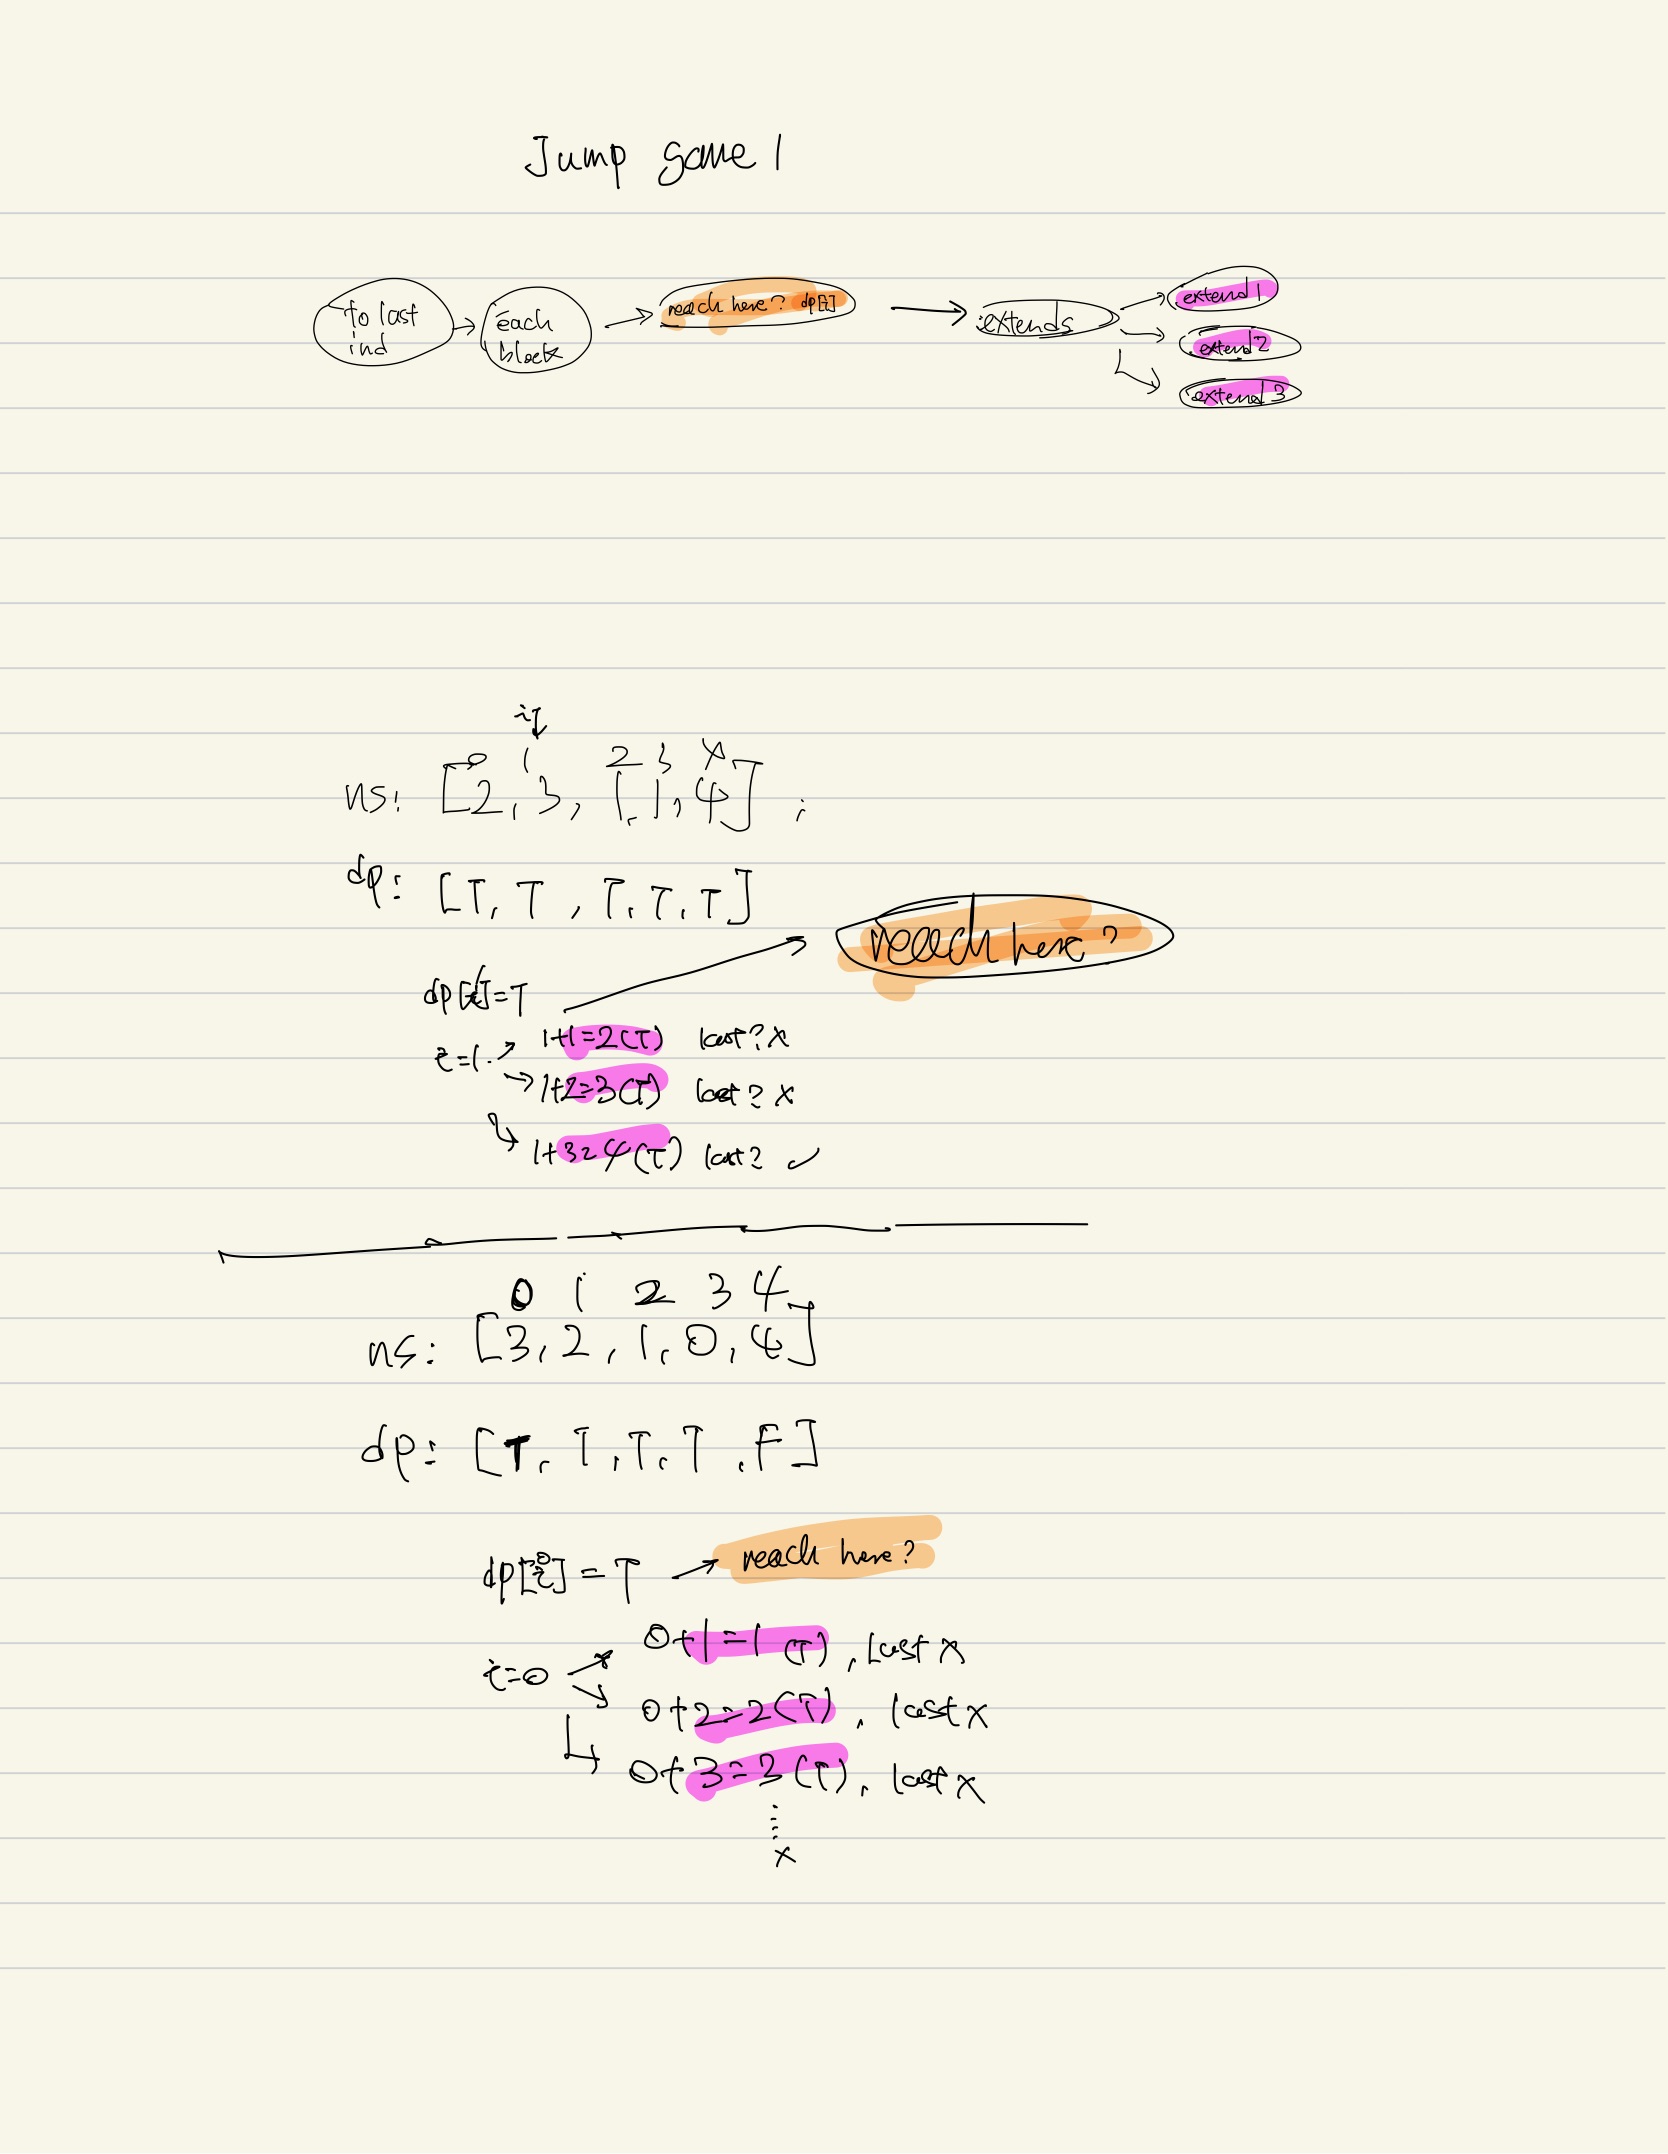 Jump game 1
to last ind
each block
reach here? dp[i]
extends
extend 1
extend 2
extend 3
i
0 1 2 3 4
ns: [2, 3, 1, 1, 4] ;
dp: [T, T, T, T, T]
reach here?
dp[i]=T
i=1.
1+1=2(T) last? x
1+2=3(T) last? x
1+3=4(T) last? ✓
0 1 2 3 4
ns: [3, 2, 1, 0, 4]
dp: [T, T, T, T, F]
dp[i]=T
0
reach here?
i=0
0+1=1(T), last x
0+2=2(T), last x
0+3=3(T), last x
x